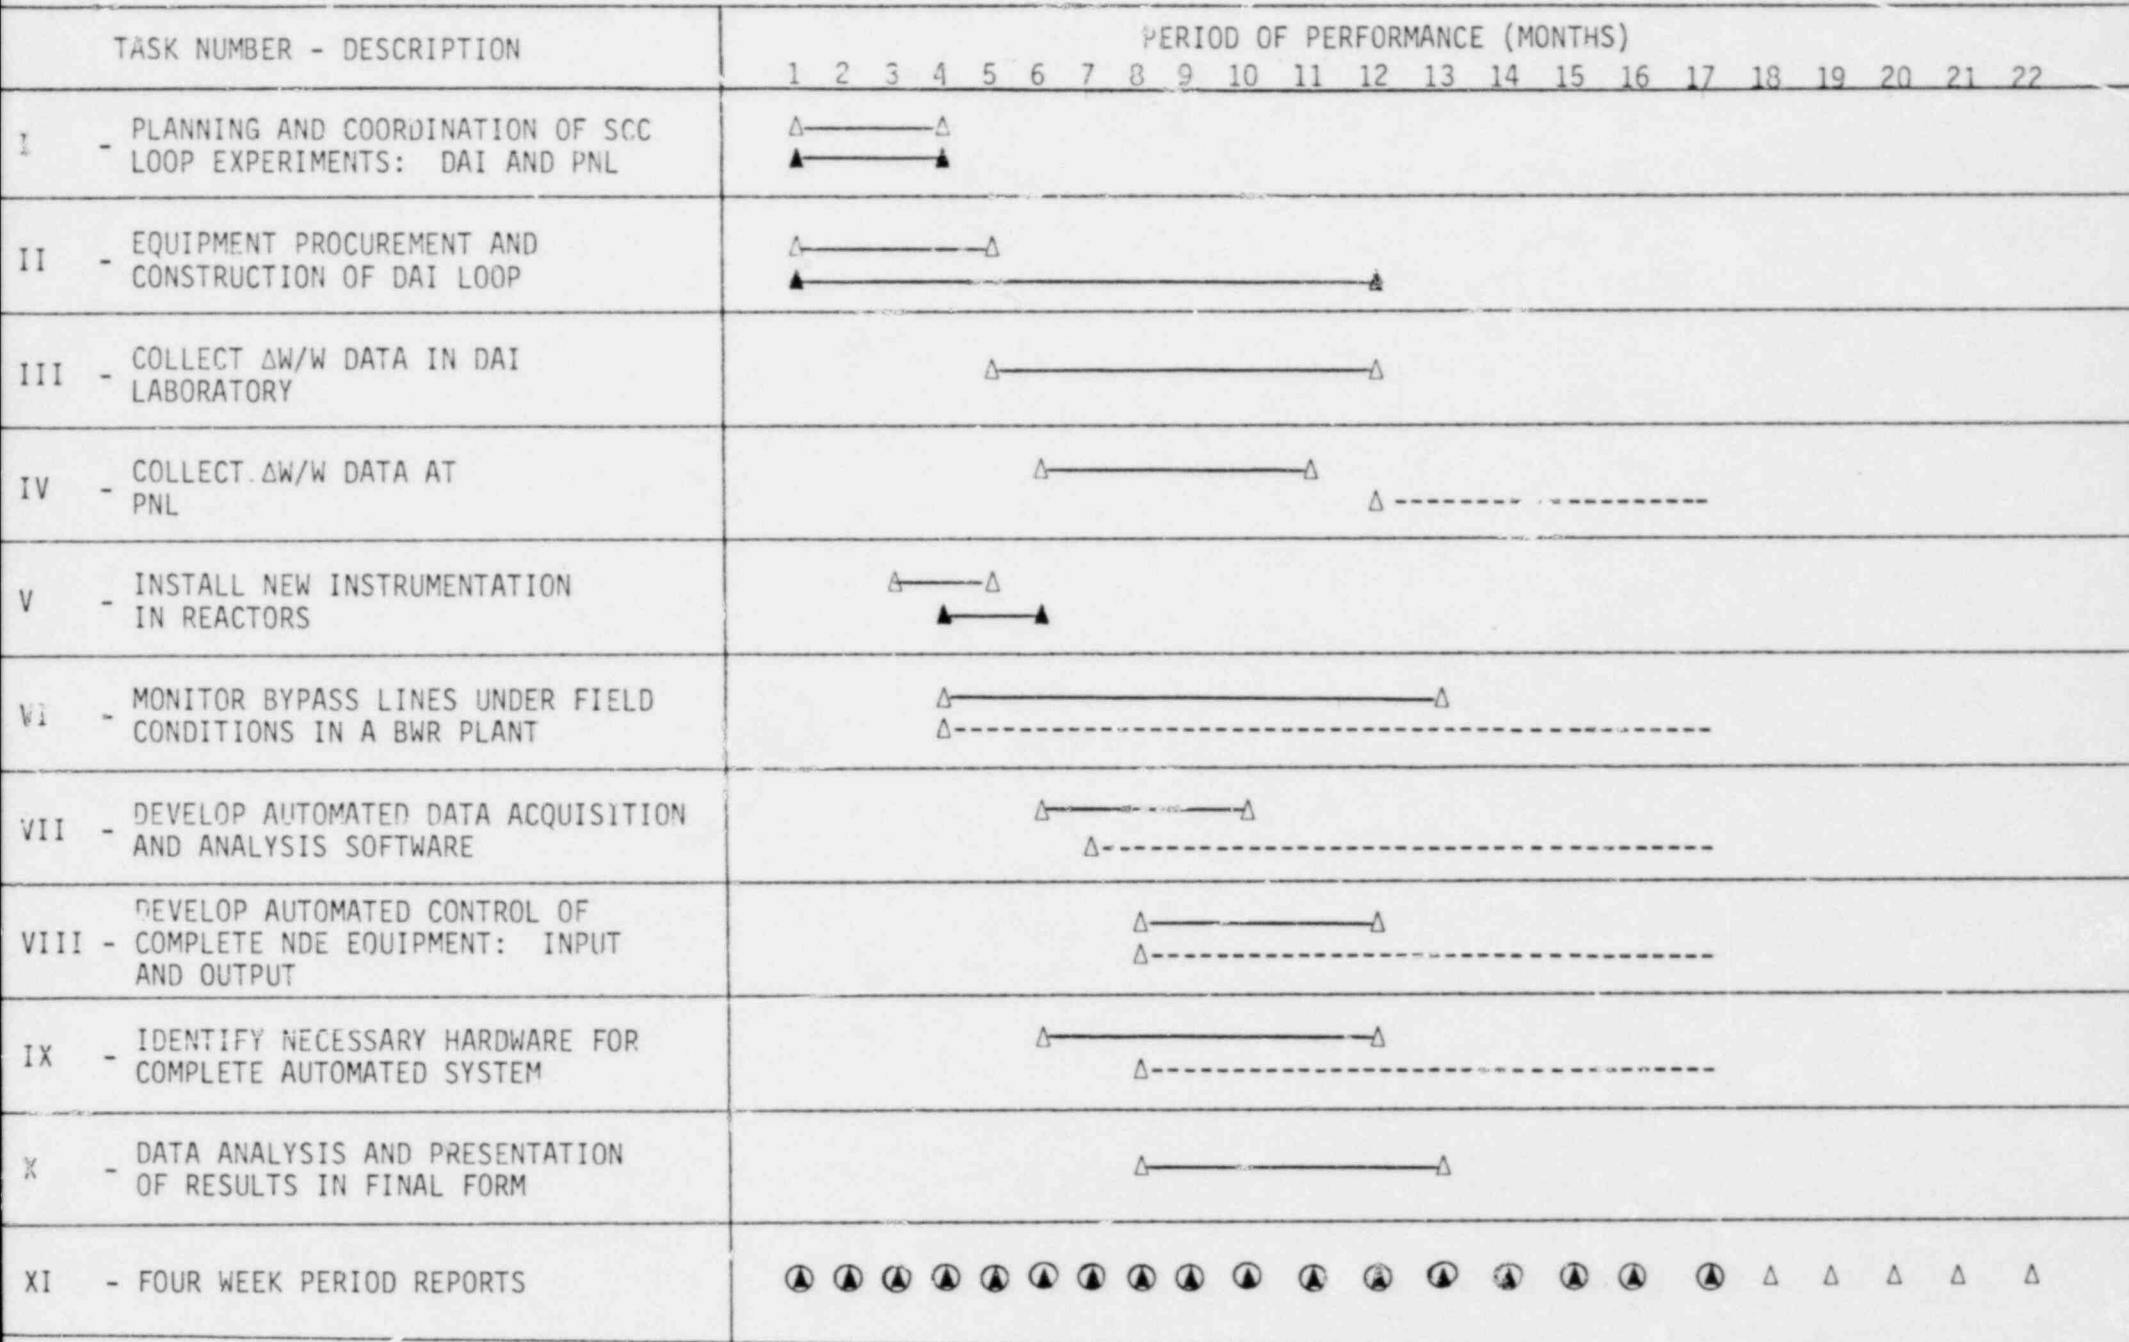 TASK NUMBER - DESCRIPTION
PERIOD OF PERFORMANCE (MONTHS)
1 2 3 4 5 6 7 8 9 10 11 12 13 14 15 16 17 18 19 20 21 22
I - PLANNING AND COORDINATION OF SCC
LOOP EXPERIMENTS: DAI AND PNL
II - EQUIPMENT PROCUREMENT AND
CONSTRUCTION OF DAI LOOP
III - COLLECT ΔW/W DATA IN DAI
LABORATORY
IV - COLLECT ΔW/W DATA AT
PNL
V - INSTALL NEW INSTRUMENTATION
IN REACTORS
VI - MONITOR BYPASS LINES UNDER FIELD
CONDITIONS IN A BWR PLANT
VII - DEVELOP AUTOMATED DATA ACQUISITION
AND ANALYSIS SOFTWARE
VIII - DEVELOP AUTOMATED CONTROL OF
COMPLETE NDE EQUIPMENT: INPUT
AND OUTPUT
IX - IDENTIFY NECESSARY HARDWARE FOR
COMPLETE AUTOMATED SYSTEM
X - DATA ANALYSIS AND PRESENTATION
OF RESULTS IN FINAL FORM
XI - FOUR WEEK PERIOD REPORTS